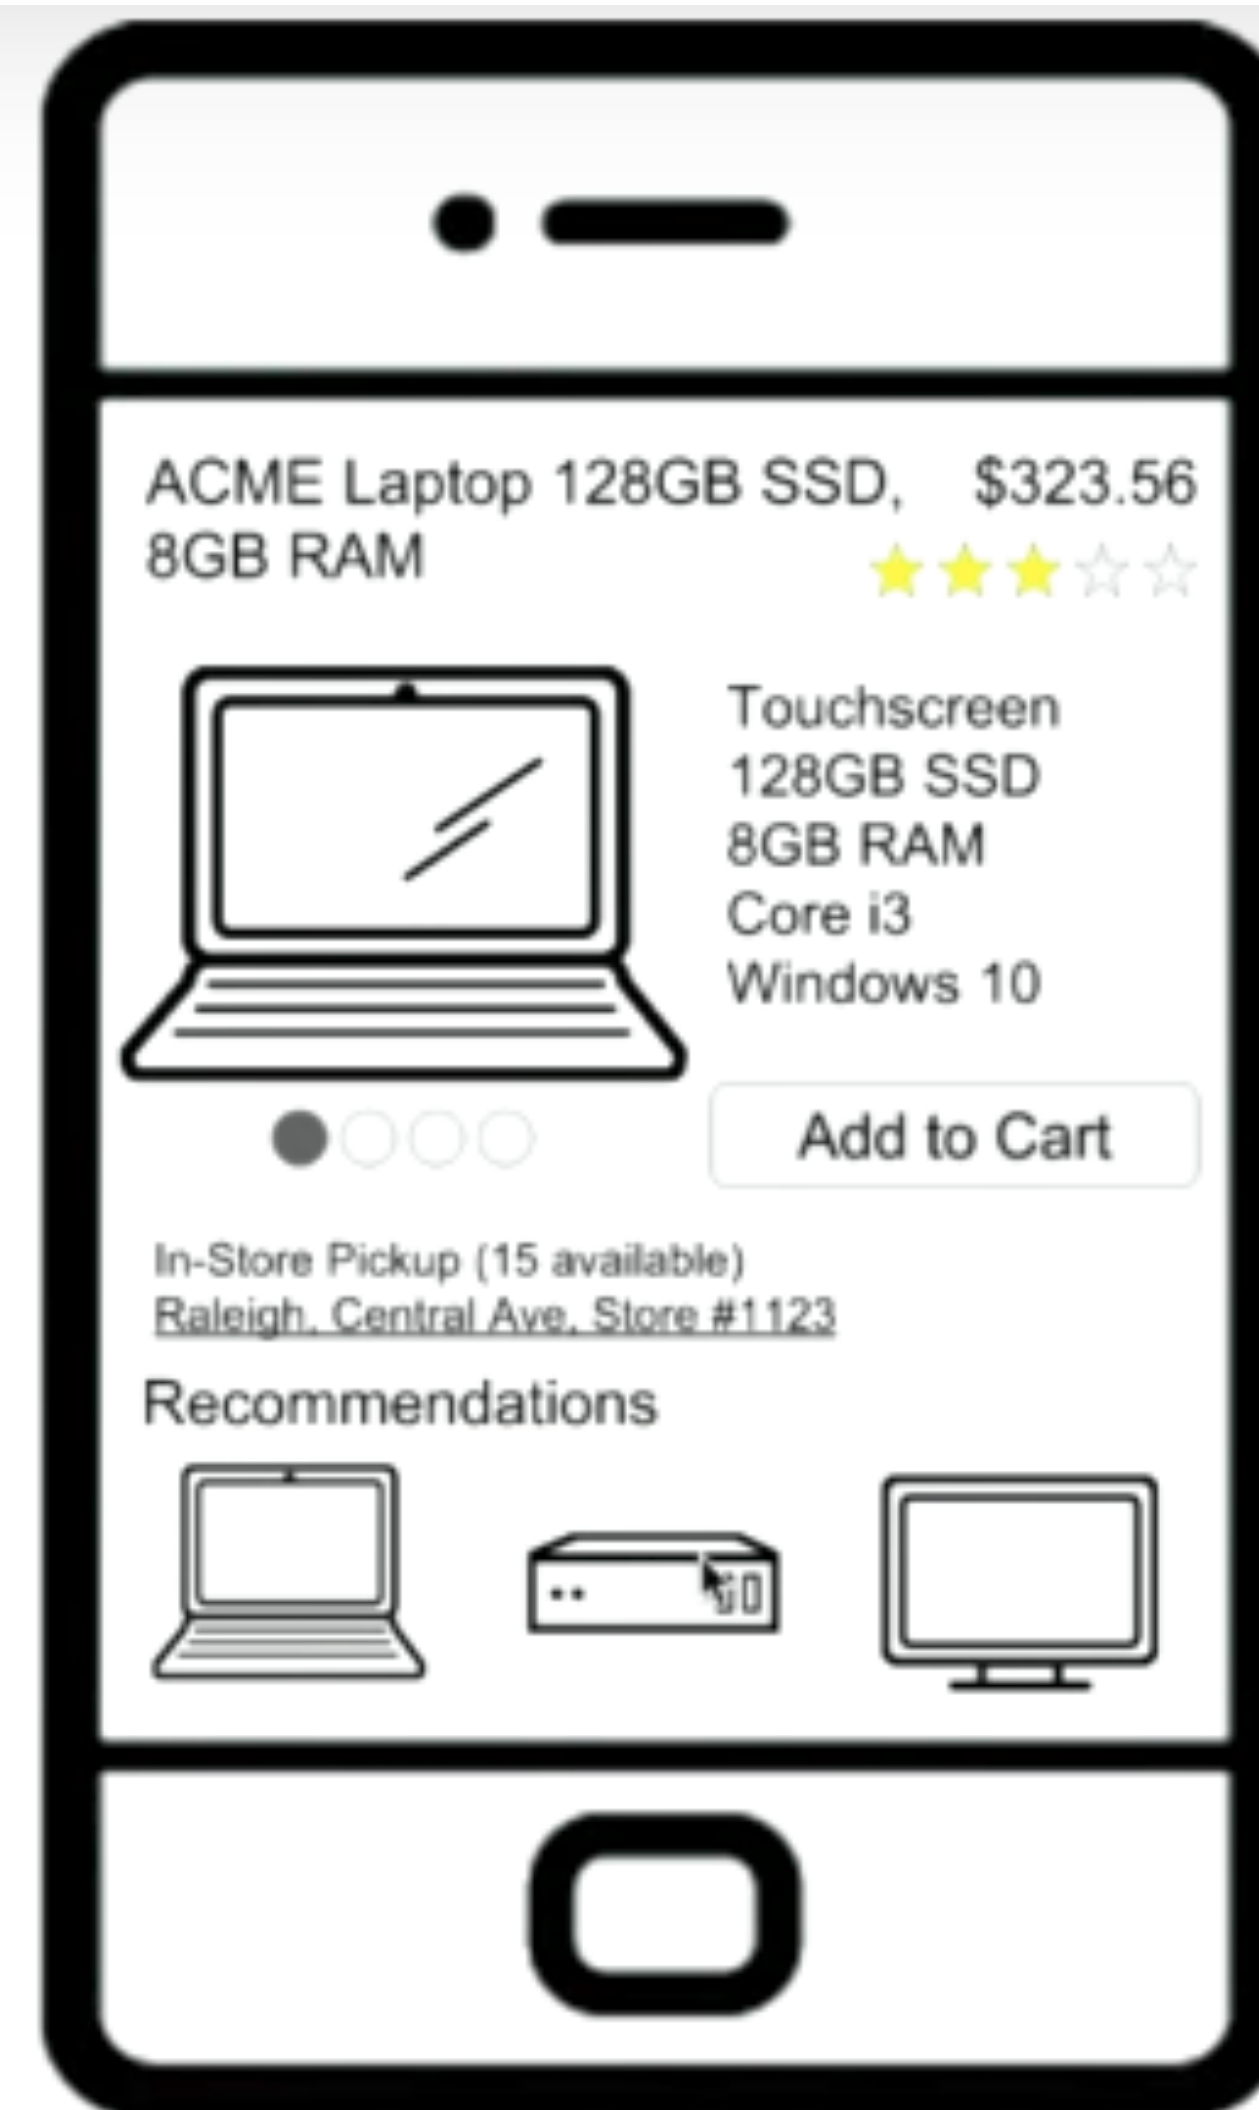 ACME Laptop 128GB SSD, $323.56
8GB RAM
Touchscreen
128GB SSD
8GB RAM
Core i3
Windows 10
Add to Cart
In-Store Pickup (15 available)
Raleigh, Central Ave, Store #1123
Recommendations